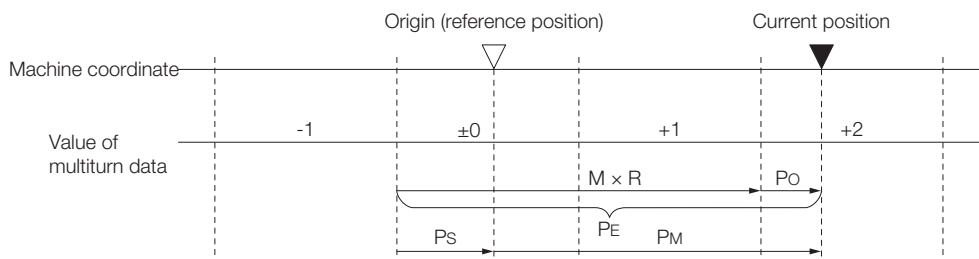 Origin (reference position) Current position
Machine coordinate
-1 ±0 +1 +2
Value of
multiturn data
M × R PO
PE
PS PM